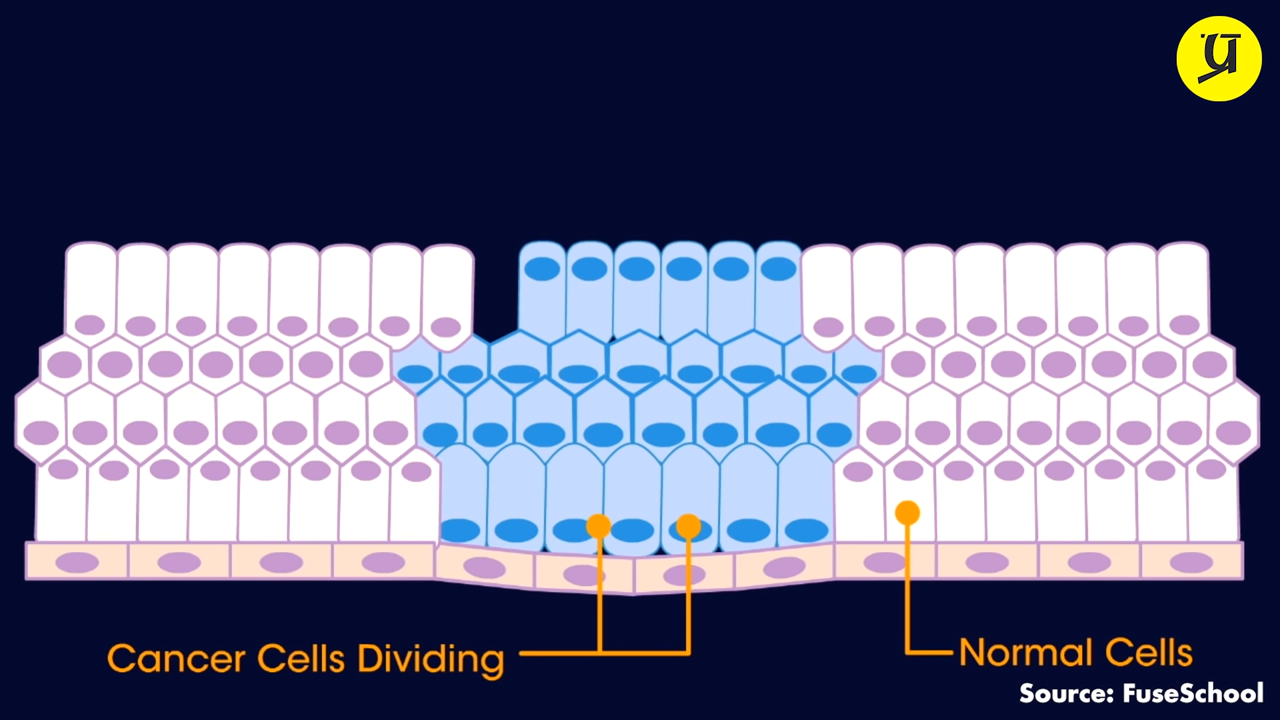 प्र
Cancer Cells Dividing
Normal Cells
Source: FuseSchool